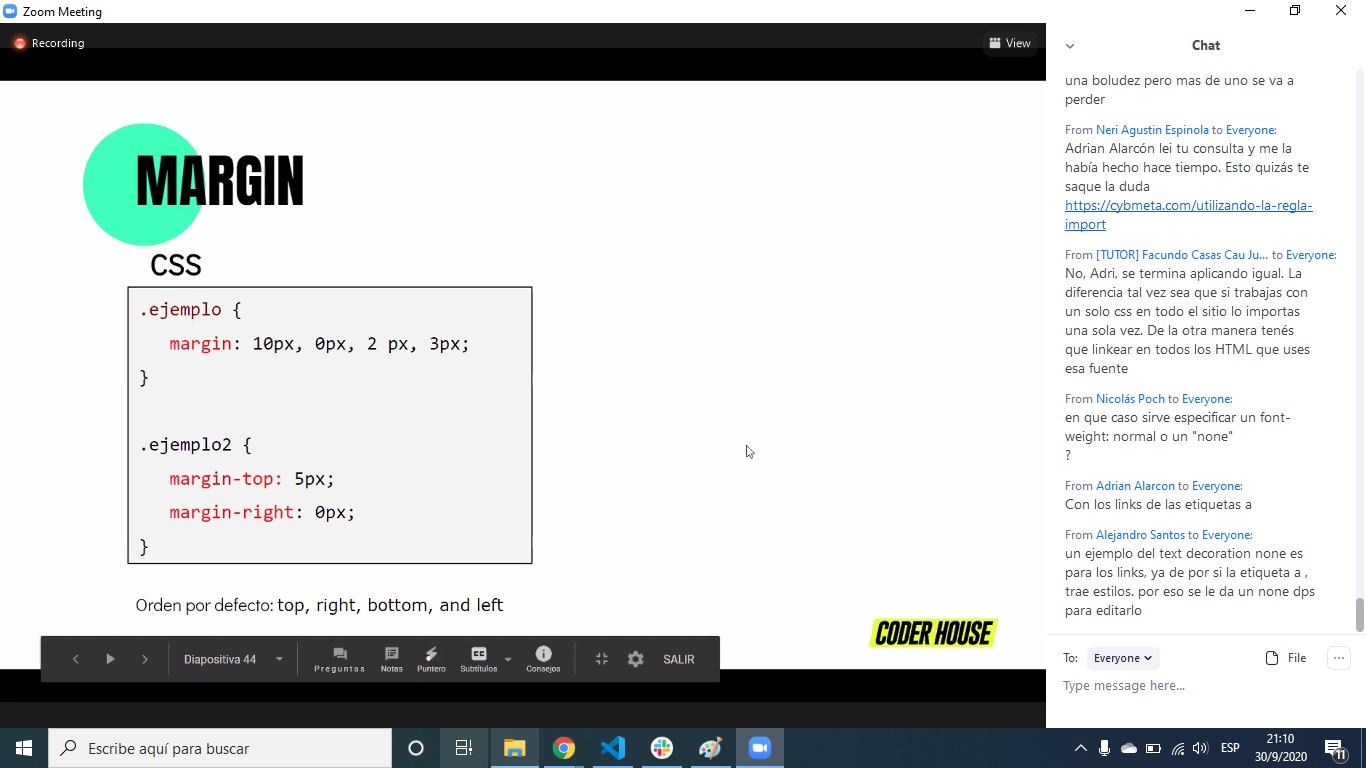 Zoom Meeting
Recording
View
MARGIN
CSS
.ejemplo {
margin: 10px, 0px, 2 px, 3px;
}
.ejemplo2 {
margin-top: 5px;
margin-right: 0px;
}
Orden por defecto: top, right, bottom, and left
CODER HOUSE
Diapositiva 44
Preguntas
Notas
Puntero
Subtítulos
Consejos
SALIR
Chat
una boludez pero mas de uno se va a
perder
From Neri Agustin Espinola to Everyone:
Adrian Alarcón lei tu consulta y me la
había hecho hace tiempo. Esto quizás te
saque la duda
https://cybmeta.com/utilizando-la-regla-
import
From [TUTOR] Facundo Casas Cau Ju... to Everyone:
No, Adri, se termina aplicando igual. La
diferencia tal vez sea que si trabajas con
un solo css en todo el sitio lo importas
una sola vez. De la otra manera tenés
que linkear en todos los HTML que uses
esa fuente
From Nicolás Poch to Everyone:
en que caso sirve especificar un font-
weight: normal o un "none"
?
From Adrian Alarcon to Everyone:
Con los links de las etiquetas a
From Alejandro Santos to Everyone:
un ejemplo del text decoration none es
para los links, ya de por si la etiqueta a ,
trae estilos. por eso se le da un none dps
para editarlo
To: Everyone
File
Type message here...
Escribe aquí para buscar
ESP
21:10
30/9/2020
11